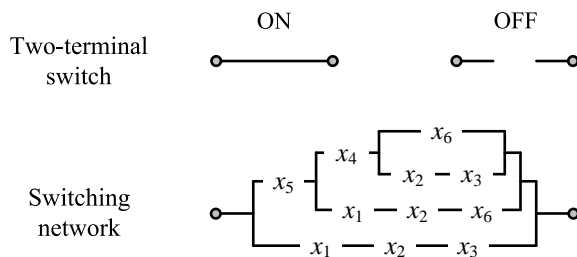 ON OFF
Two-terminal
switch
x₆
x₄
x₂ x₃
x₅
x₁ x₂ x₆
Switching
network
x₁ x₂ x₃